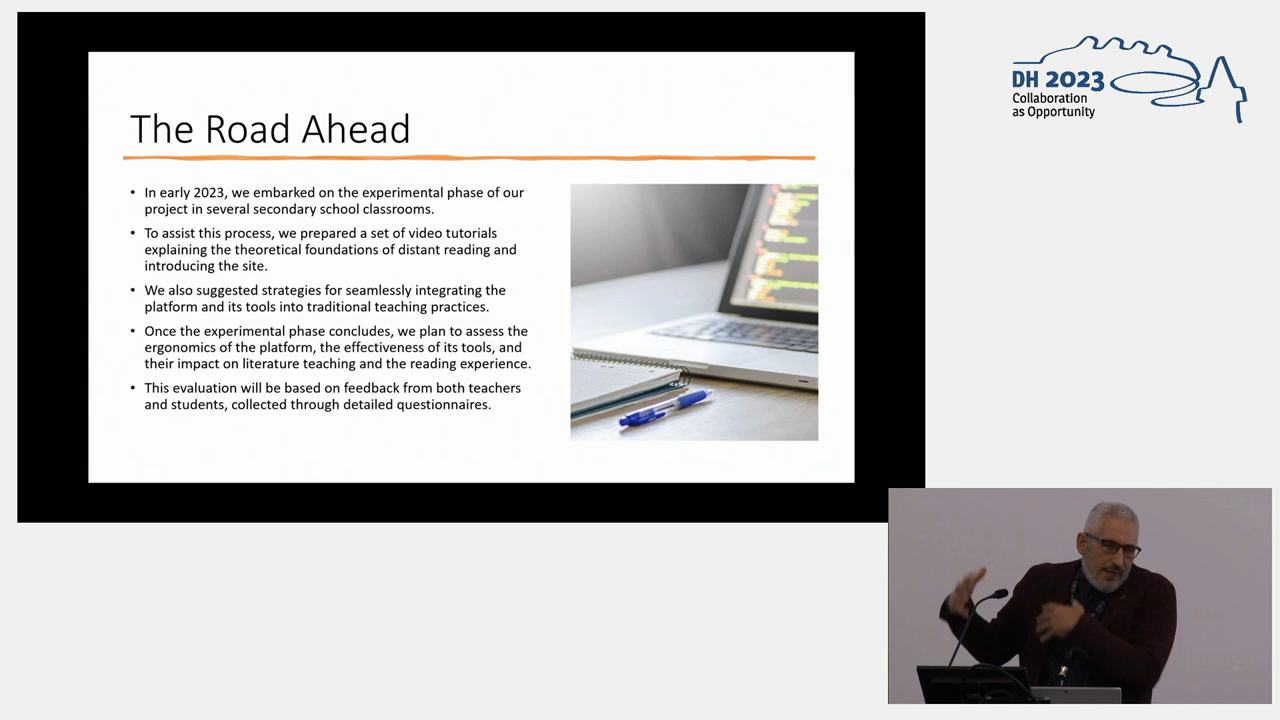 The Road Ahead
• In early 2023, we embarked on the experimental phase of our
project in several secondary school classrooms.
• To assist this process, we prepared a set of video tutorials
explaining the theoretical foundations of distant reading and
introducing the site.
• We also suggested strategies for seamlessly integrating the
platform and its tools into traditional teaching practices.
• Once the experimental phase concludes, we plan to assess the
ergonomics of the platform, the effectiveness of its tools, and
their impact on literature teaching and the reading experience.
• This evaluation will be based on feedback from both teachers
and students, collected through detailed questionnaires.
DH 2023
Collaboration
as Opportunity